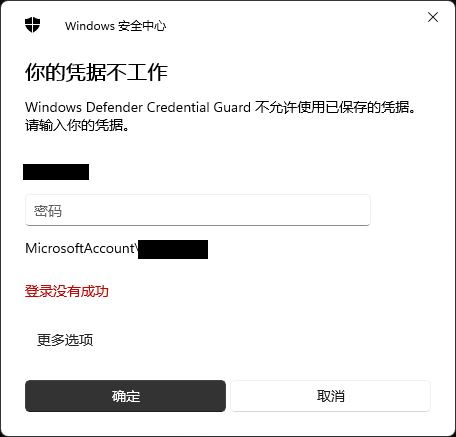 Windows 安全中心
你的凭据不工作
Windows Defender Credential Guard 不允许使用已保存的凭据。
请输入你的凭据。
密码
MicrosoftAccount\
登录没有成功
更多选项
确定
取消